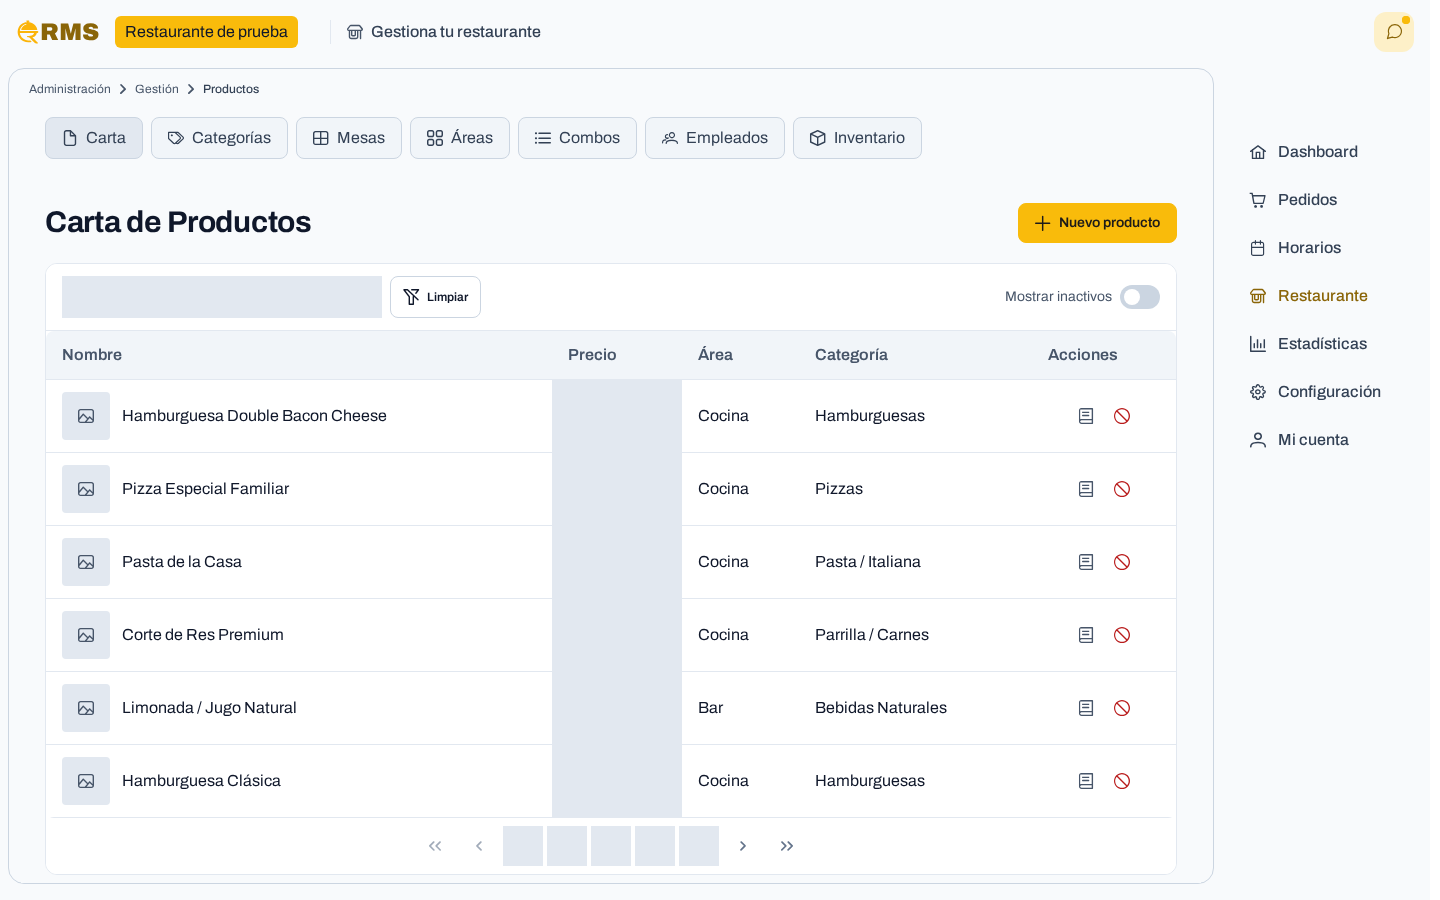 RMS Restaurante de prueba Gestiona tu restaurante
Administración Gestión Productos
Carta Categorías Mesas Áreas Combos Empleados Inventario
Carta de Productos Nuevo producto
Limpiar Mostrar inactivos
Nombre Precio Área Categoría Acciones
Hamburguesa Double Bacon Cheese Cocina Hamburguesas
Pizza Especial Familiar Cocina Pizzas
Pasta de la Casa Cocina Pasta / Italiana
Corte de Res Premium Cocina Parrilla / Carnes
Limonada / Jugo Natural Bar Bebidas Naturales
Hamburguesa Clásica Cocina Hamburguesas
Dashboard
Pedidos
Horarios
Restaurante
Estadísticas
Configuración
Mi cuenta